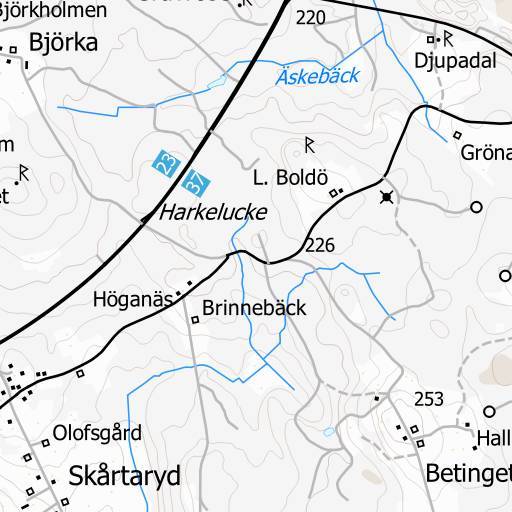 Björkholmen
220
Björka
Djupadal
Äskebäck
R
R
R
23
37
L. Boldö
Gröna
Harkelucke
226
Höganäs
Brinnebäck
253
Olofsgård
Hall
Skårtaryd
Betinget